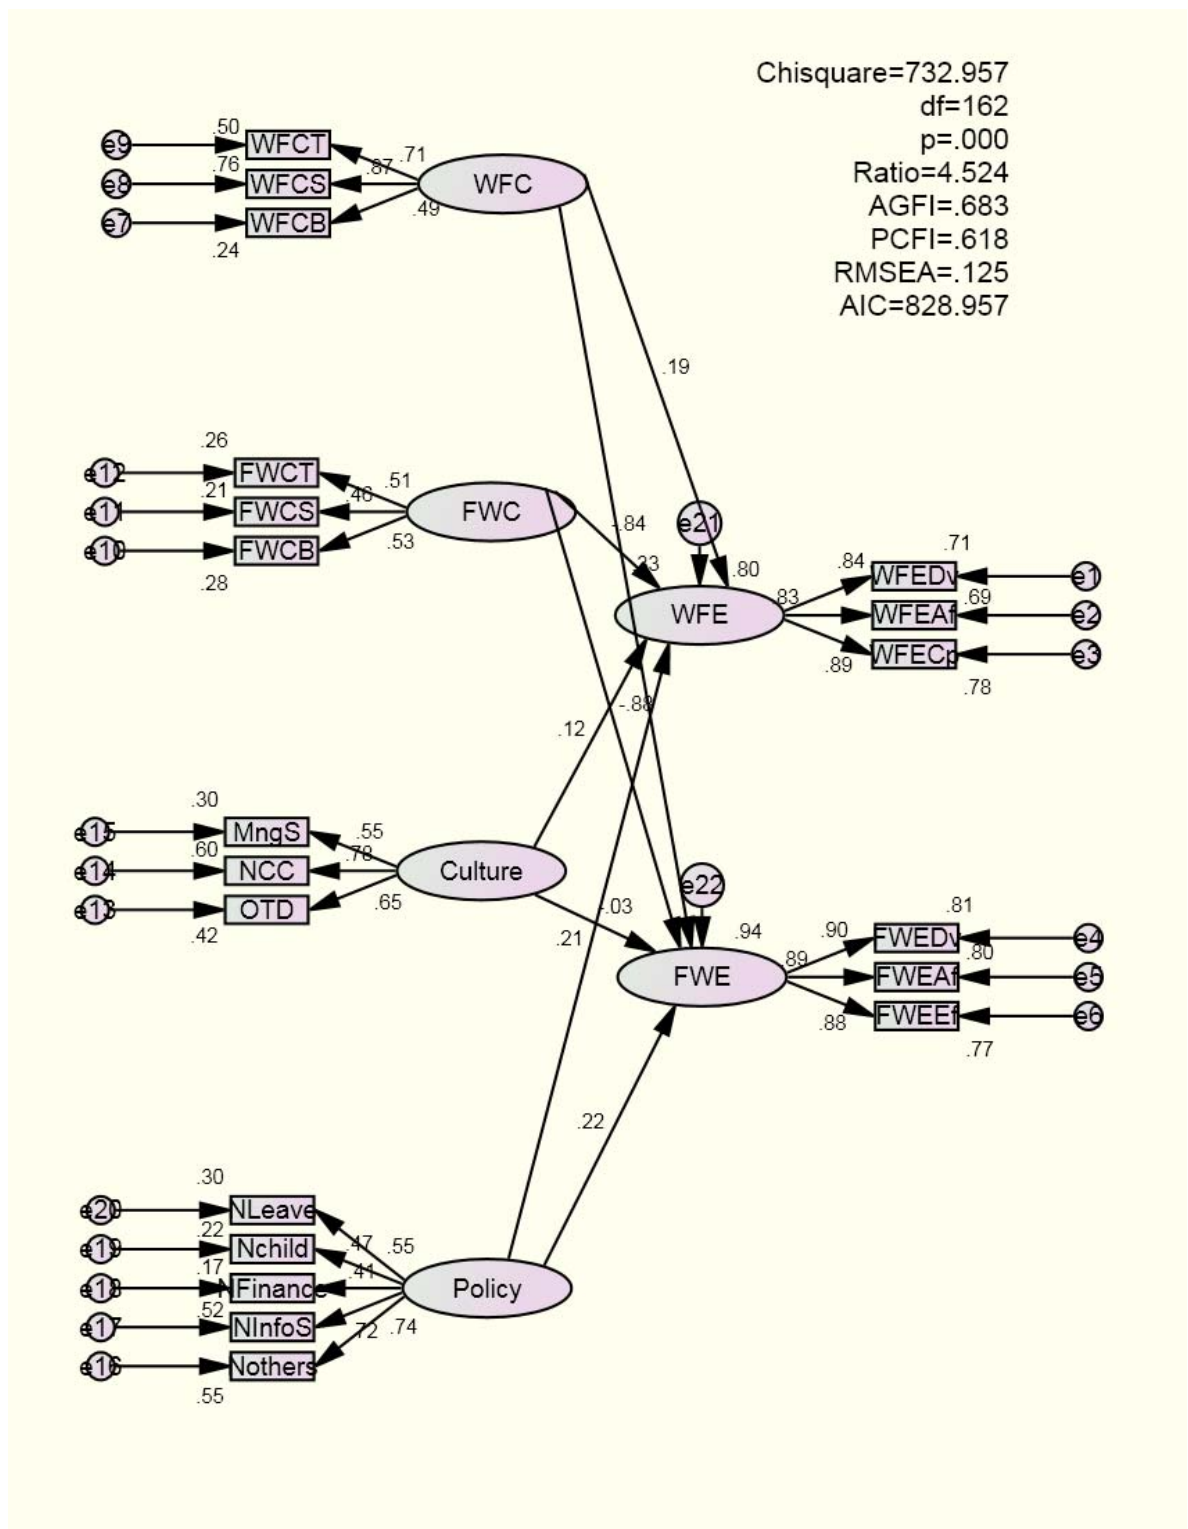 Chisquare=732.957
df=162
p=.000
Ratio=4.524
AGFI=.683
PCFI=.618
RMSEA=.125
AIC=828.957
.50
e9
WFCT
.71
.76
.87
e8
WFCS
WFC
.49
e7
WFCB
.24
.19
.26
e12
FWCT
.51
.21
.46
e11
FWCS
FWC
e10
FWCB
.53
.28
-.84
e21
.80
.84
.71
WFEDv
e1
.83
.69
WFE
WFEAf
e2
WFECp
e3
.89
.78
-.88
.12
.30
e15
MngS
.55
.60
.78
e14
NCC
Culture
e13
OTD
.65
.42
e22
.03
.21
.94
.90
.81
FWEDv
e4
.89
.80
FWE
FWEAf
e5
FWEEf
e6
.88
.77
.22
.30
e20
NLeave
.22
.47
.55
e19
Nchild
.17
.41
e18
NFinance
Policy
.52
e17
NInfoS
.72
.74
e16
Nothers
.55